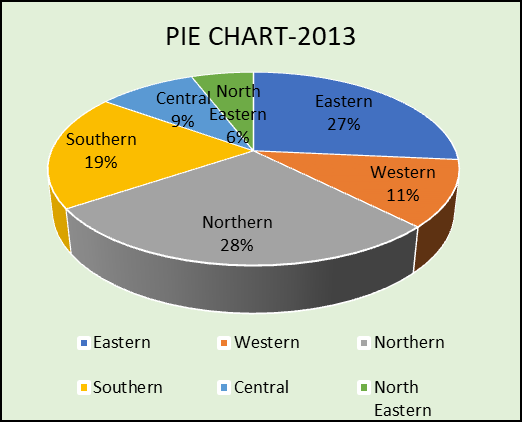 PIE CHART-2013
Eastern
27%
Western
11%
Northern
28%
Southern
19%
Central
9%
North
Eastern
6%
Eastern
Western
Northern
Southern
Central
North
Eastern